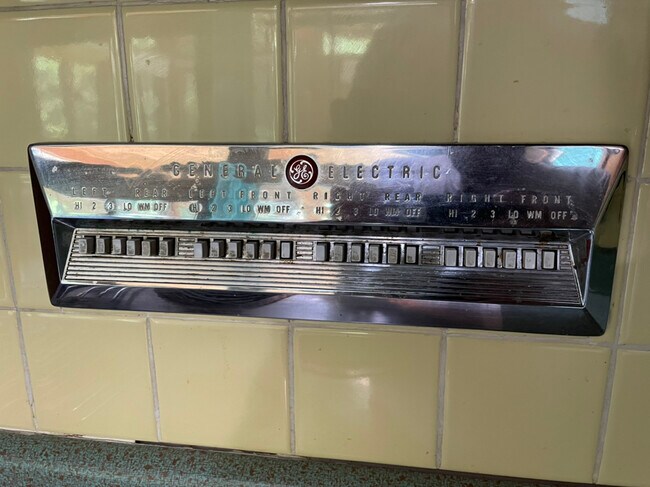 GENERAL GE ELECTRIC
LEFT REAR LEFT FRONT RIGHT REAR RIGHT FRONT
HI 2 3 LO WM OFF HI 2 3 LO WM OFF HI 2 3 LO WM OFF HI 2 3 LO WM OFF